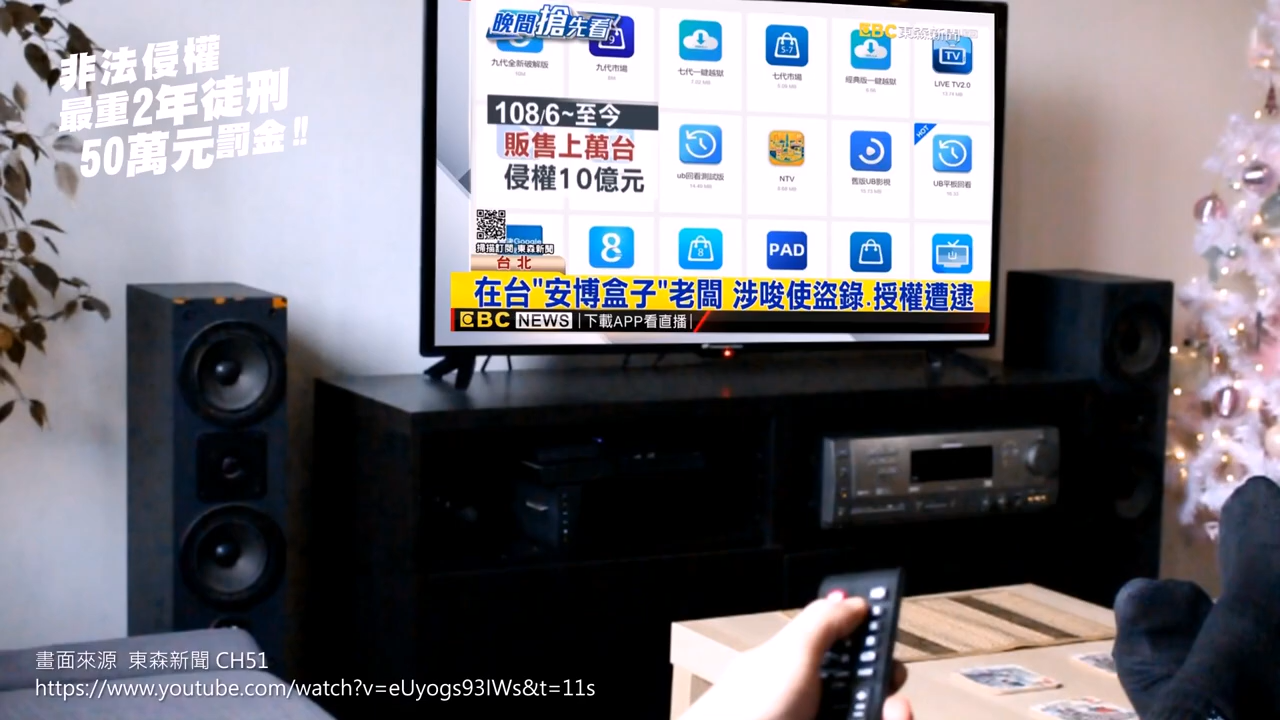 非法侵權
最重2年徒刑
50萬元罰金!!
晚間搶先看
EBC 東森新聞
九代全新破解版
九代市場
七代一鍵越獄
七代市場
經典版一鍵越獄
LIVE TV2.0
108/6~至今
販售上萬台
侵權10億元
ub回看測試版
NTV
舊版UB影視
UB平板回看
HOT
掃描訂閱 東森新聞
8
PAD
台北
在台"安博盒子"老闆 涉唆使盜錄.授權遭逮
EBC NEWS 下載APP看直播
畫面來源 東森新聞 CH51
https://www.youtube.com/watch?v=eUyogs93lWs&t=11s